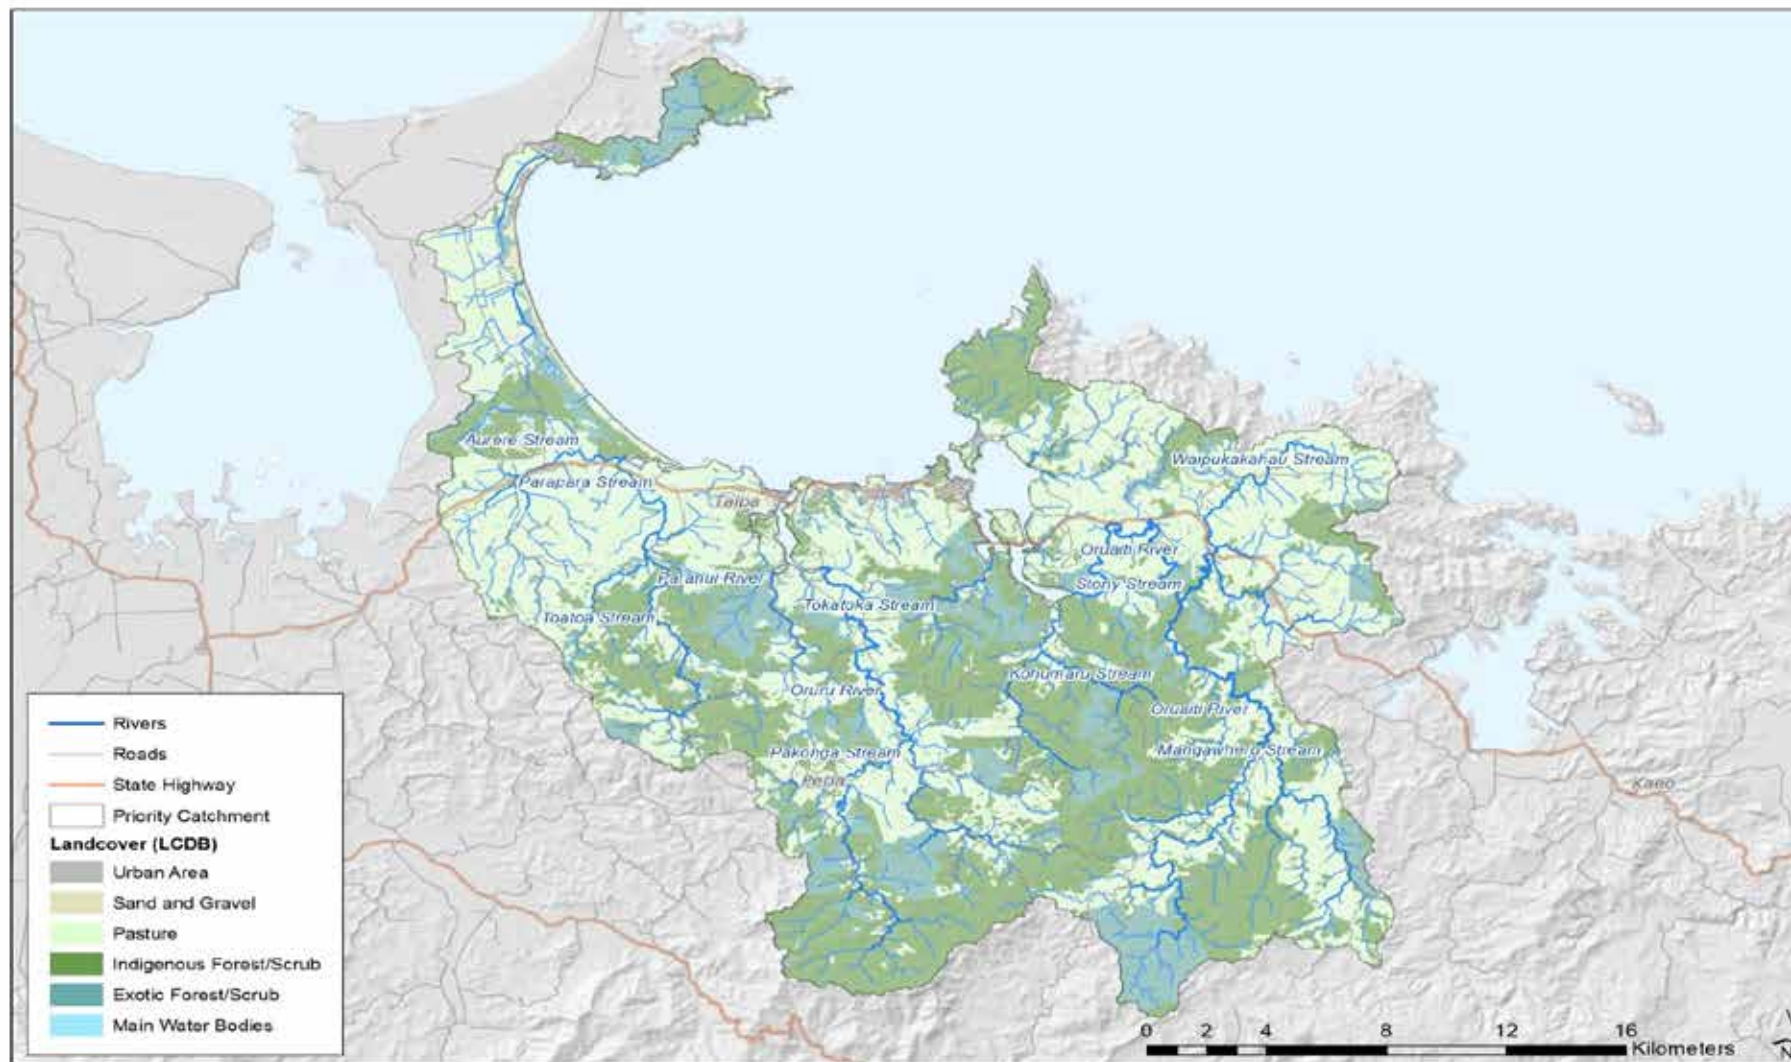 Aurere Stream
Parapara Stream
Taipa
Waipukakahau Stream
Oruaiti River
Stony Stream
Paranui River
Tokatoka Stream
Toatoa Stream
Kohumaru Stream
Oruru River
Oruaiti River
Pakonga Stream
Mangawhero Stream
Peria
Kaeo
Rivers
Roads
State Highway
Priority Catchment
Landcover (LCDB)
Urban Area
Sand and Gravel
Pasture
Indigenous Forest/Scrub
Exotic Forest/Scrub
Main Water Bodies
0 2 4 8 12 16
Kilometers